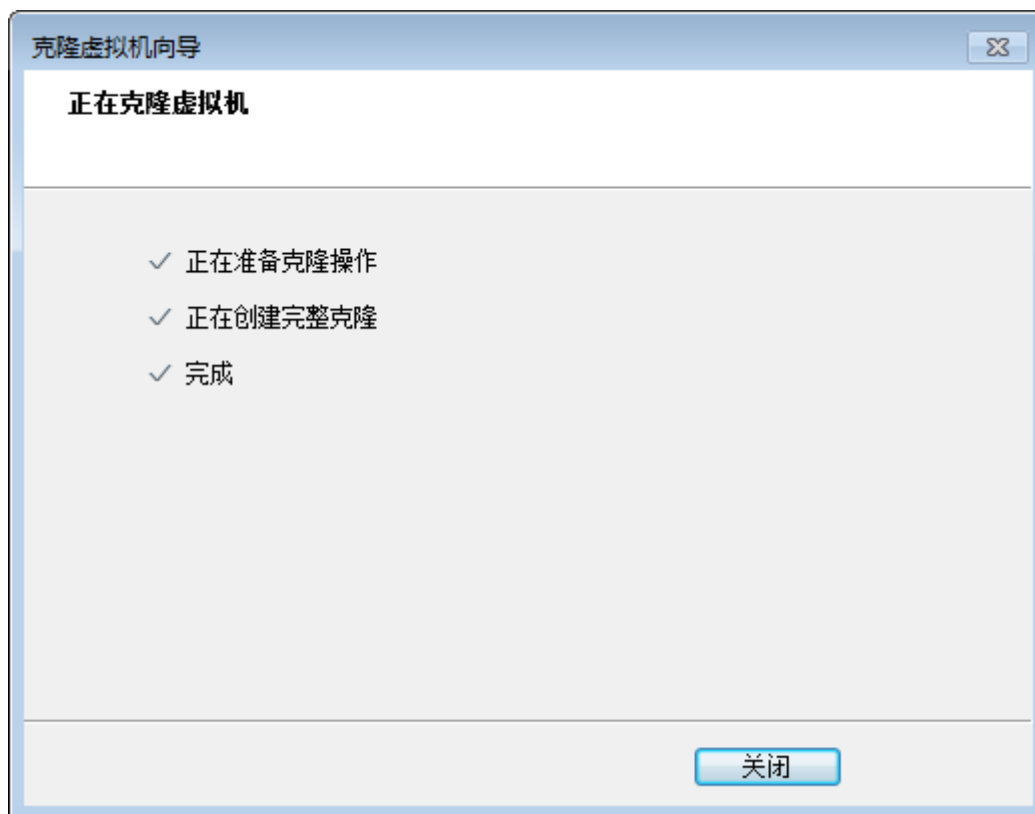 克隆虚拟机向导
正在克隆虚拟机
正在准备克隆操作
正在创建完整克隆
完成
关闭